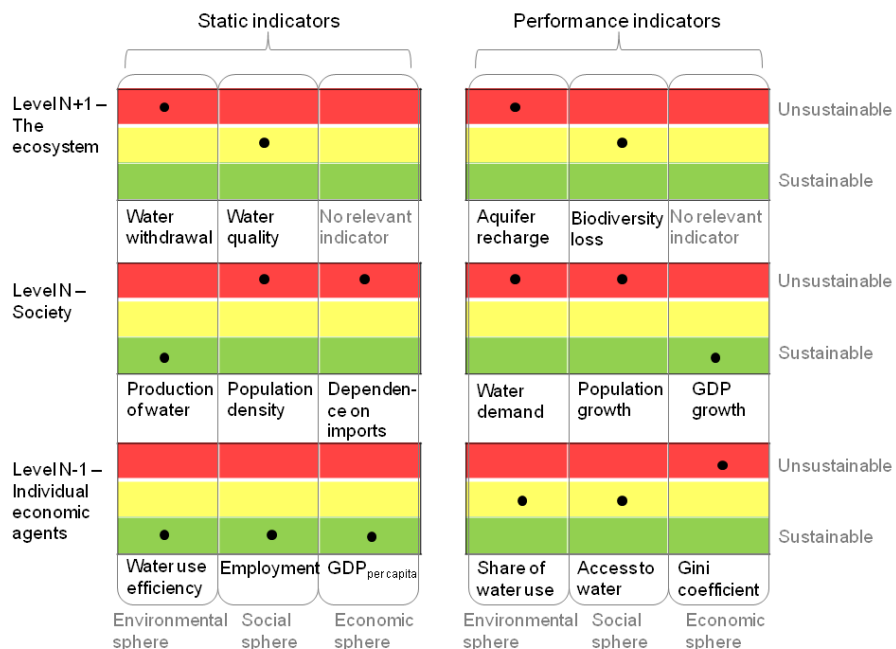 Static indicators
Performance indicators
Level N+1 –
The
ecosystem
Unsustainable
Sustainable
Water
withdrawal
Water
quality
No relevant
indicator
Aquifer
recharge
Biodiversity
loss
No relevant
indicator
Level N –
Society
Unsustainable
Sustainable
Production
of water
Population
density
Dependen-
ce on
imports
Water
demand
Population
growth
GDP
growth
Level N-1 –
Individual
economic
agents
Unsustainable
Sustainable
Water use
efficiency
Employment
GDP per capita
Share of
water use
Access to
water
Gini
coefficient
Environmental
sphere
Social
sphere
Economic
sphere
Environmental
sphere
Social
sphere
Economic
sphere